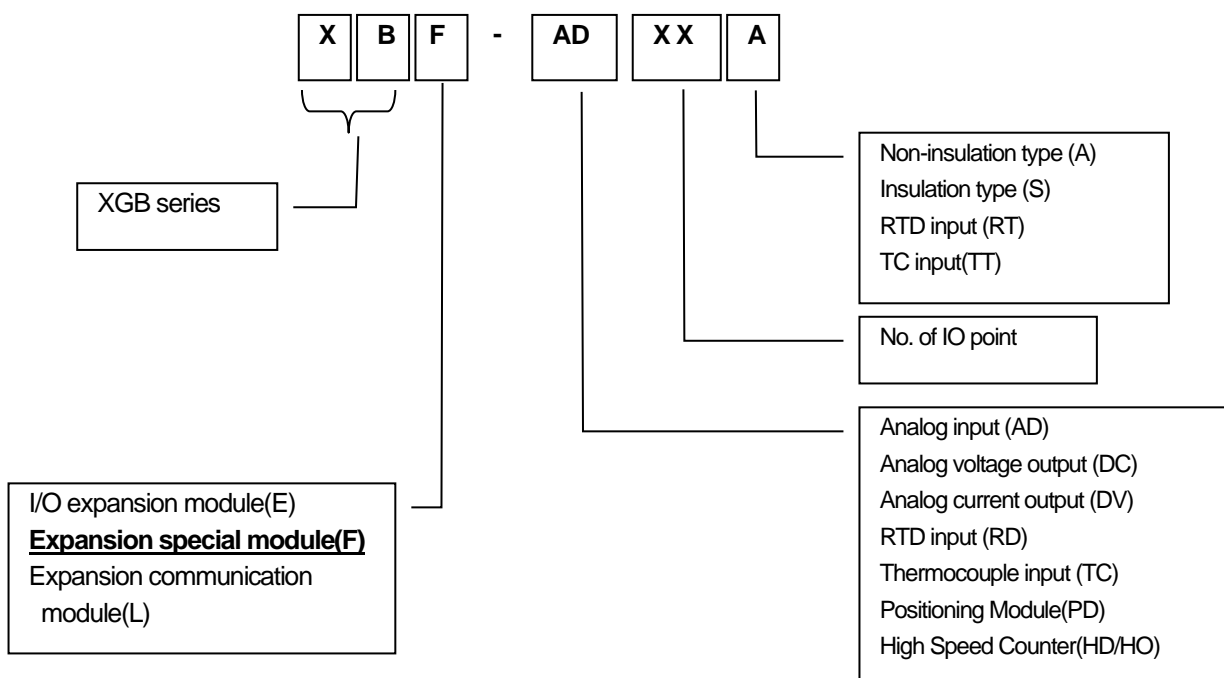 X B F - AD XX A
Non-insulation type (A)
Insulation type (S)
RTD input (RT)
TC input(TT)
XGB series
No. of IO point
Analog input (AD)
Analog voltage output (DC)
Analog current output (DV)
RTD input (RD)
Thermocouple input (TC)
Positioning Module(PD)
High Speed Counter(HD/HO)
I/O expansion module(E)
Expansion special module(F)
Expansion communication
module(L)